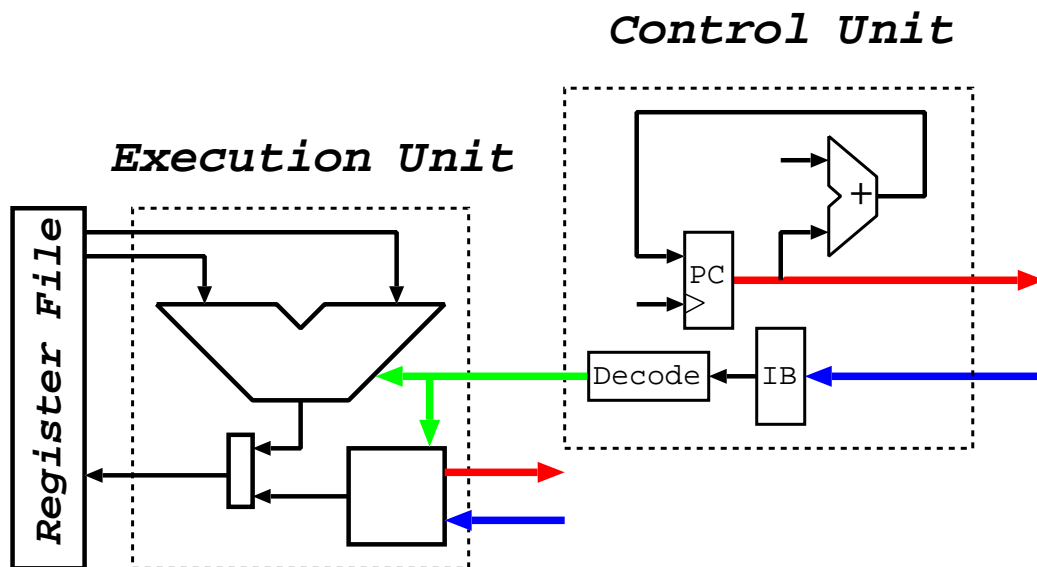 Control Unit
Execution Unit
+
Register File
PC
Decode
IB